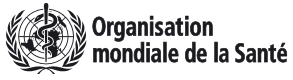 Organisation
mondiale de la Santé